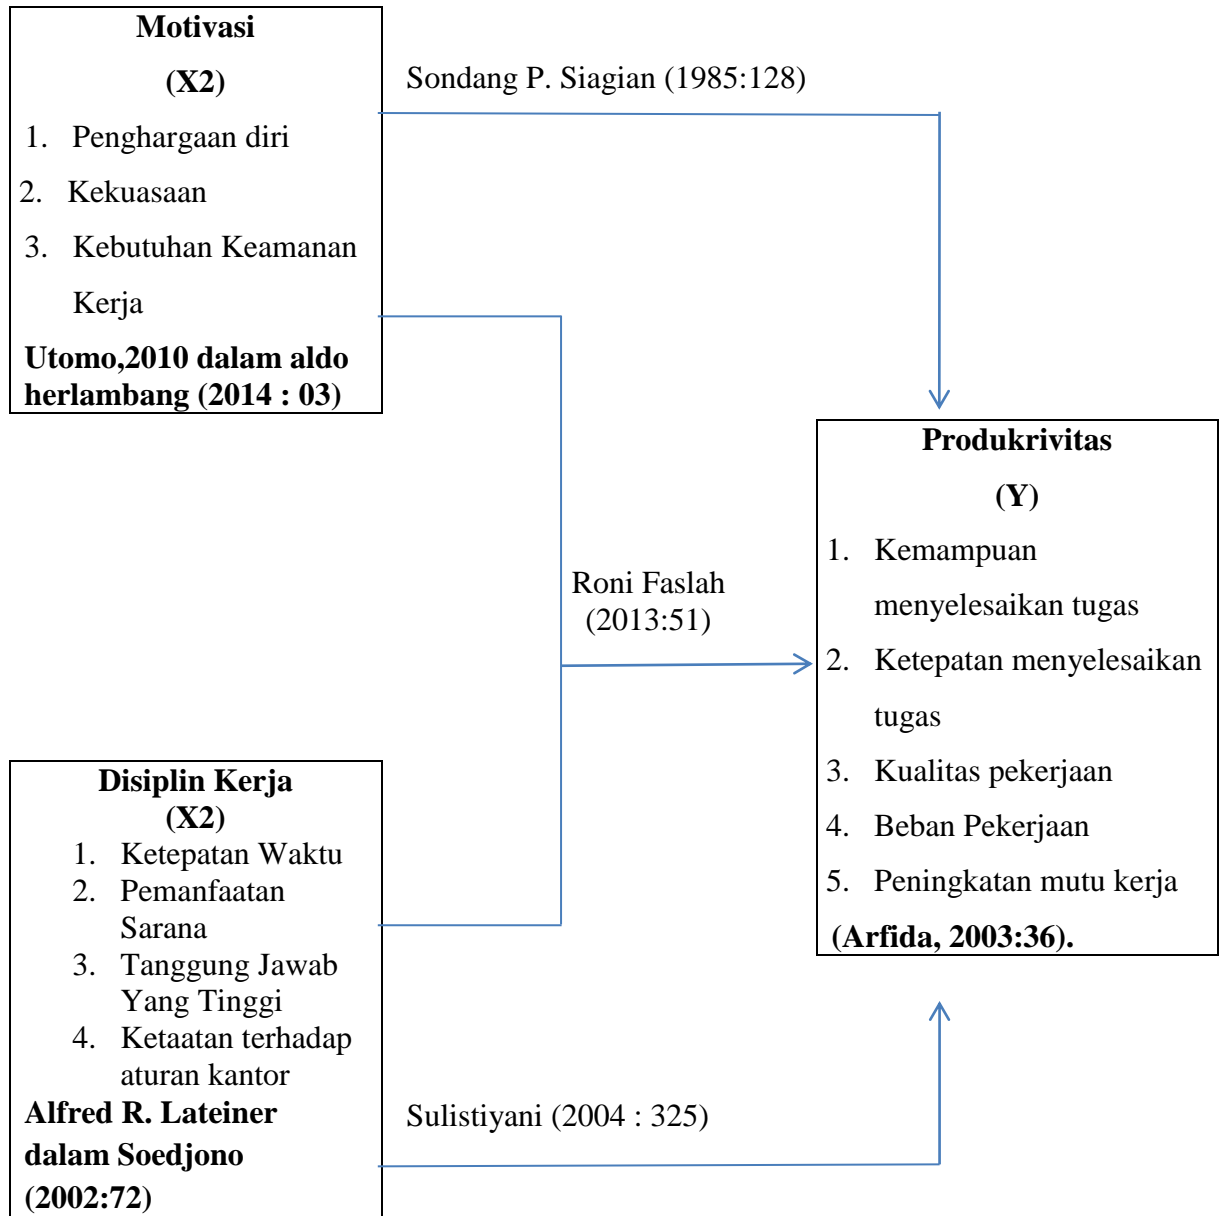 Motivasi
(X2)
1. Penghargaan diri
2. Kekuasaan
3. Kebutuhan Keamanan
Kerja
Utomo,2010 dalam aldo
herlambang (2014 : 03)
Sondang P. Siagian (1985:128)
Roni Faslah
(2013:51)
Produkrivitas
(Y)
1. Kemampuan
menyelesaikan tugas
2. Ketepatan menyelesaikan
tugas
3. Kualitas pekerjaan
4. Beban Pekerjaan
5. Peningkatan mutu kerja
(Arfida, 2003:36).
Disiplin Kerja
(X2)
1. Ketepatan Waktu
2. Pemanfaatan
Sarana
3. Tanggung Jawab
Yang Tinggi
4. Ketaatan terhadap
aturan kantor
Alfred R. Lateiner
dalam Soedjono
(2002:72)
Sulistiyani (2004 : 325)